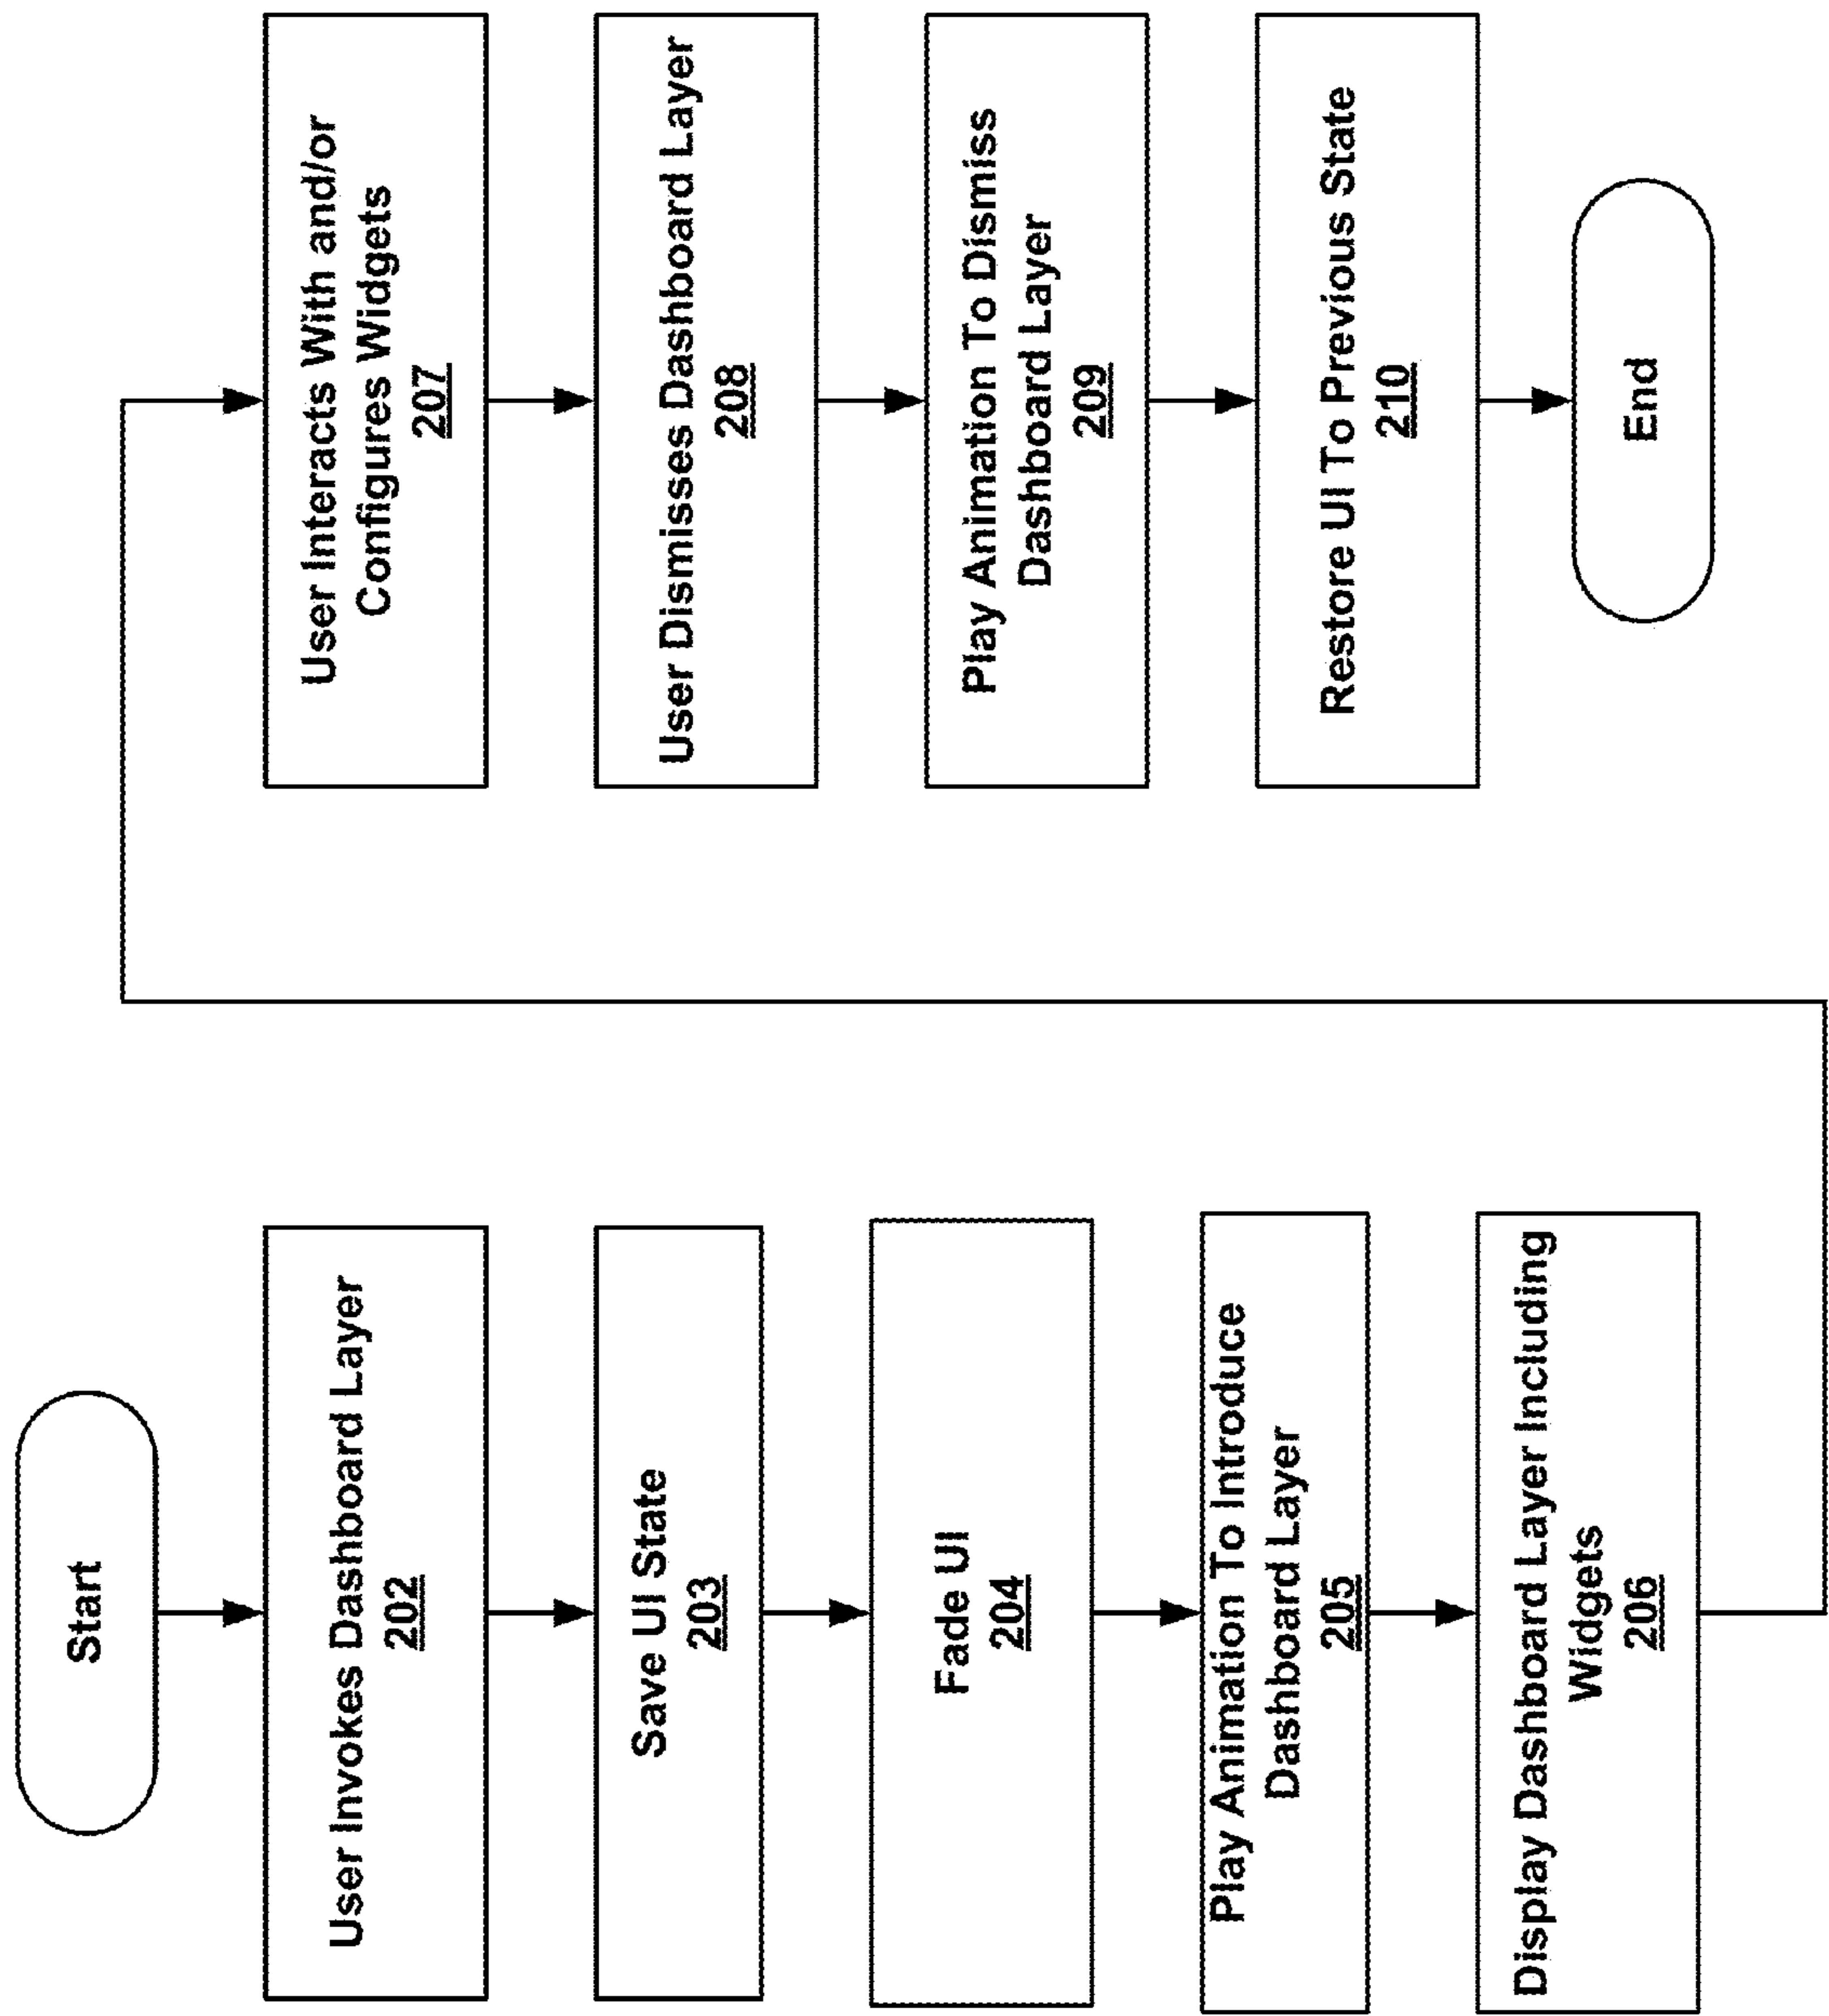 Start
User Invokes Dashboard Layer
202
Save UI State
203
Fade UI
204
Play Animation To Introduce
Dashboard Layer
205
Display Dashboard Layer Including
Widgets
206
User Interacts With and/or
Configures Widgets
207
User Dismisses Dashboard Layer
208
Play Animation To Dismiss
Dashboard Layer
209
Restore UI To Previous State
210
End